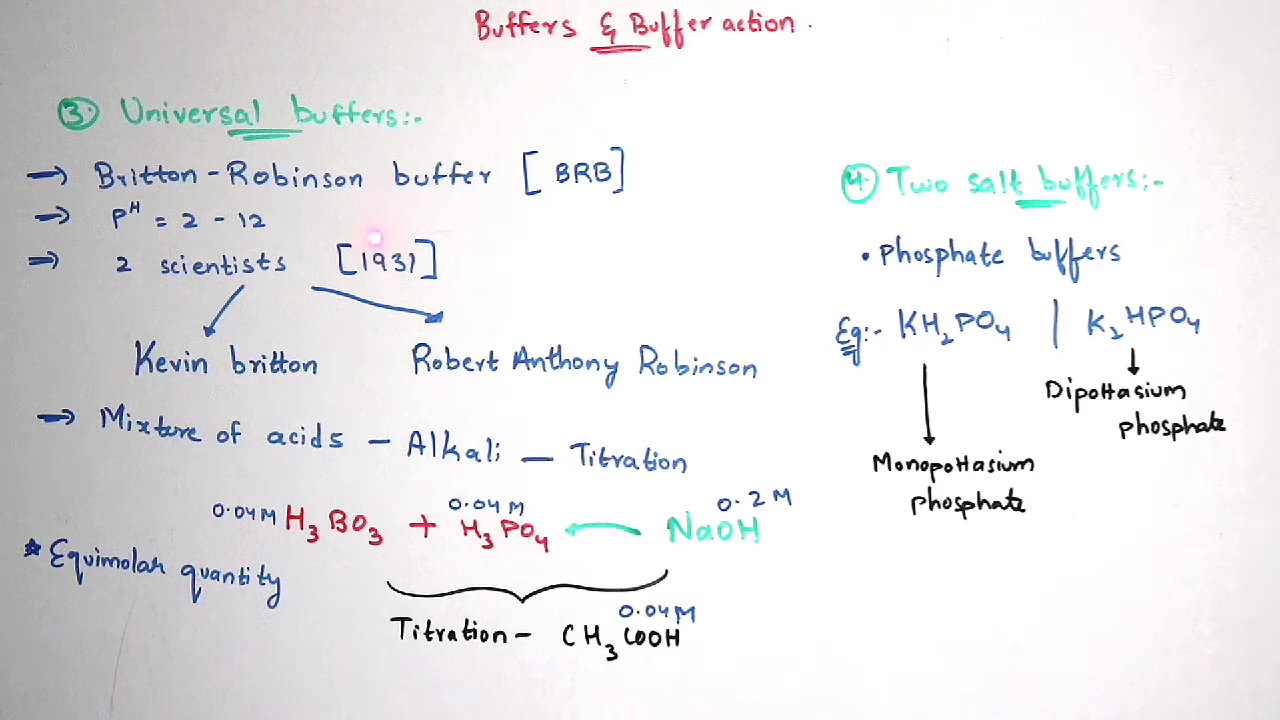 Buffers & Buffer action.
③ Universal buffers:-
→ Britton-Robinson buffer [BRB]
→ pH = 2 - 12
⇒ 2 scientists [1931]
Kevin britton
Robert Anthony Robinson
→ Mixture of acids - Alkali - Titration
0.04M H₃BO₃ + 0.04M H₃PO₄ ← 0.2M NaOH
* Equimolar quantity
Titration - 0.04M CH₃COOH
④ Two salt buffers:-
• Phosphate buffers
Eg:- KH₂PO₄ | K₂HPO₄
Dipottasium
phosphate
Monopottasium
phosphate